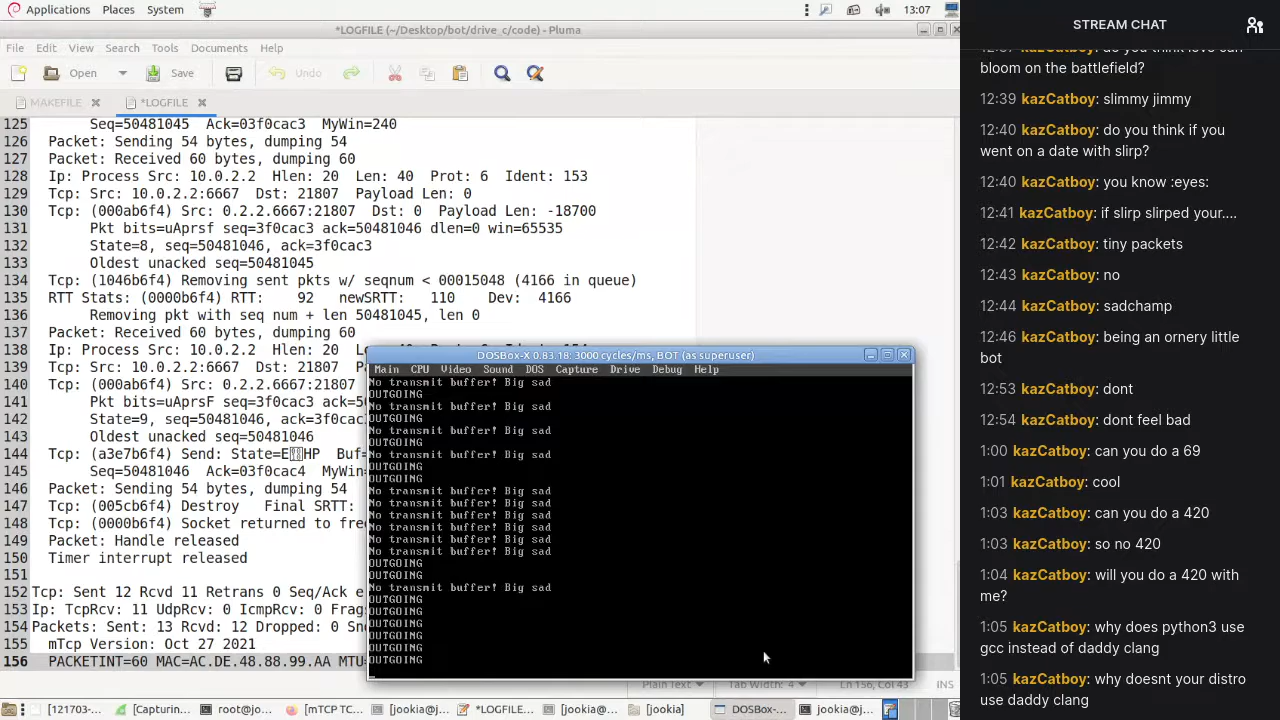 Applications Places System
13:07
*LOGFILE (~/Desktop/bot/drive_c/code) - Pluma
File Edit View Search Tools Documents Help
Open Save Undo
MAKEFILE *LOGFILE
125 Seq=50481045 Ack=03f0cac3 MyWin=240
126 Packet: Sending 54 bytes, dumping 54
127 Packet: Received 60 bytes, dumping 60
128 Ip: Process Src: 10.0.2.2 Hlen: 20 Len: 40 Prot: 6 Ident: 153
129 Tcp: Src: 10.0.2.2:6667 Dst: 21807 Payload Len: 0
130 Tcp: (000ab6f4) Src: 0.2.2.6667:21807 Dst: 0 Payload Len: -18700
131 Pkt bits=uAprsf seq=3f0cac3 ack=50481046 dlen=0 win=65535
132 State=8, seq=50481046, ack=3f0cac3
133 Oldest unacked seq=50481045
134 Tcp: (1046b6f4) Removing sent pkts w/ seqnum < 00015048 (4166 in queue)
135 RTT Stats: (0000b6f4) RTT: 92 newSRTT: 110 Dev: 4166
136 Removing pkt with seq num + len 50481045, len 0
137 Packet: Received 60 bytes, dumping 60
138 Ip: Process Src: 10.0.2.2 Hlen: 20
139 Tcp: Src: 10.0.2.2:6667 Dst: 21807
140 Tcp: (000ab6f4) Src: 0.2.2.6667:21807
141 Pkt bits=uAprsF seq=3f0cac3
142 State=9, seq=50481046, ack=3f0cac
143 Oldest unacked seq=50481046
144 Tcp: (a3e7b6f4) Send: State=E HP Buf
145 Seq=50481046 Ack=03f0cac4 MyWin=
146 Packet: Sending 54 bytes, dumping 54
147 Tcp: (005cb6f4) Destroy Final SRTT:
148 Tcp: (0000b6f4) Socket returned to fre
149 Packet: Handle released
150 Timer interrupt released
151
152 Tcp: Sent 12 Rcvd 11 Retrans 0 Seq/Ack e
153 Ip: TcpRcv: 11 UdpRcv: 0 IcmpRcv: 0 Frag
154 Packets: Sent: 13 Rcvd: 12 Dropped: 0 Sn
155 mTcp Version: Oct 27 2021
156 PACKETINT=60 MAC=AC.DE.48.88.99.AA MTU=
Plain Text Tab Width: 4 Ln 156, Col 43 INS
DOSBox-X 0.83.18: 3000 cycles/ms, BOT (as superuser)
Main CPU Video Sound DOS Capture Drive Debug Help
No transmit buffer! Big sad
OUTGOING
No transmit buffer! Big sad
OUTGOING
No transmit buffer! Big sad
OUTGOING
No transmit buffer! Big sad
OUTGOING
OUTGOING
No transmit buffer! Big sad
No transmit buffer! Big sad
No transmit buffer! Big sad
No transmit buffer! Big sad
No transmit buffer! Big sad
No transmit buffer! Big sad
OUTGOING
OUTGOING
No transmit buffer! Big sad
OUTGOING
OUTGOING
OUTGOING
OUTGOING
OUTGOING
OUTGOING
[121703- [Capturin... root@jo... [mTCP TC... [jookia@j... *LOGFILE... [jookia@... [jookia] DOSBox-... jookia@j...
STREAM CHAT
12:37 kazCatboy: do you think love can
bloom on the battlefield?
12:39 kazCatboy: slimmy jimmy
12:40 kazCatboy: do you think if you
went on a date with slirp?
12:40 kazCatboy: you know :eyes:
12:41 kazCatboy: if slirp slirped your....
12:42 kazCatboy: tiny packets
12:43 kazCatboy: no
12:44 kazCatboy: sadchamp
12:46 kazCatboy: being an ornery little
bot
12:53 kazCatboy: dont
12:54 kazCatboy: dont feel bad
1:00 kazCatboy: can you do a 69
1:01 kazCatboy: cool
1:03 kazCatboy: can you do a 420
1:03 kazCatboy: so no 420
1:04 kazCatboy: will you do a 420 with
me?
1:05 kazCatboy: why does python3 use
gcc instead of daddy clang
1:05 kazCatboy: why doesnt your distro
use daddy clang